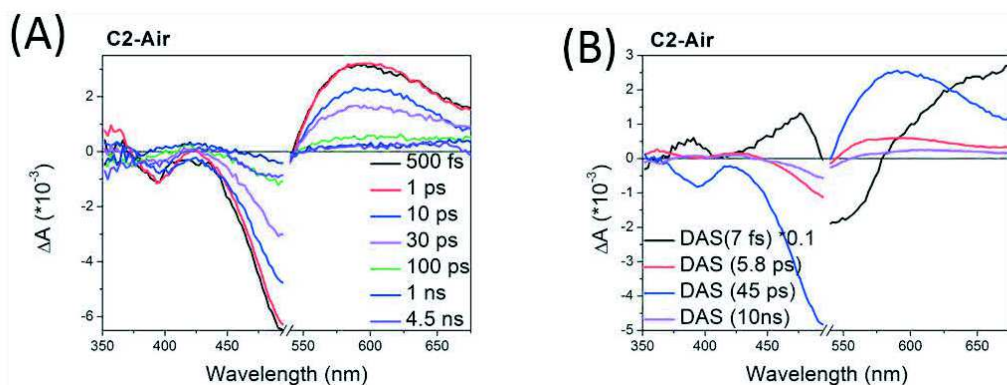 (A)
C2-Air
2
0
-2
-4
-6
ΔA (*10⁻³)
500 fs
1 ps
10 ps
30 ps
100 ps
1 ns
4.5 ns
350 400 450 550 600 650
Wavelength (nm)
(B)
C2-Air
3
2
1
0
-1
-2
-3
-4
-5
ΔA (*10⁻³)
DAS(7 fs) *0.1
DAS (5.8 ps)
DAS (45 ps)
DAS (10ns)
350 400 450 550 600 650
Wavelength (nm)